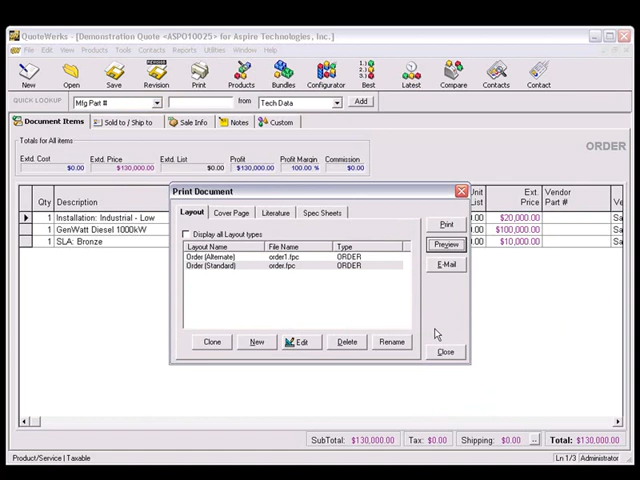 QuoteWerks - [Demonstration Quote <ASPO10025> for Aspire Technologies, Inc.]
File Edit View Products Tools Contacts Reports Utilities Window Help
New Open Save Revision Print Products Bundles Configurator Best Latest Compare Contacts Contact
QUICK LOOKUP Mfg Part # from Tech Data Add
Document Items Sold to / Ship to Sale Info Notes Custom
Totals for All items
ORDER
Extd. Cost Extd. Price Extd. List Profit Profit Margin Commission
$0.00 $130,000.00 $0.00 $130,000.00 100.00 % $0.00
Print Document
Qty Description Unit List Ext. Price Vendor Part #
Layout Cover Page Literature Spec Sheets
1 Installation: Industrial - Low $20,000.00
1 GenWatt Diesel 1000kW $100,000.00
1 SLA: Bronze $10,000.00
Display all Layout types
Layout Name File Name Type
Order (Alternate) order1.fpc ORDER
Order (Standard) order.fpc ORDER
Print
Preview
E-Mail
Clone New Edit Delete Rename
Close
SubTotal: $130,000.00 Tax: $0.00 Shipping: $0.00 ... Total: $130,000.00
Product/Service | Taxable Ln 1/3 Administrator